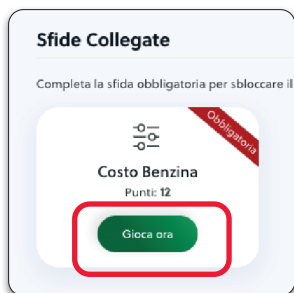 Sfide Collegate
Completa la sfida obbligatoria per sbloccare il
Obbligatoria
Costo Benzina
Punti: 12
Gioca ora